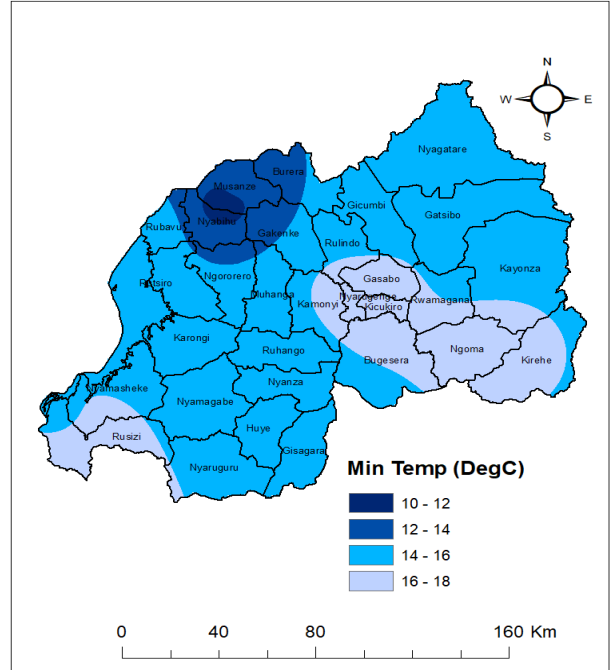 N
W E
S
Nyagatare
Burera
Musanze
Gicumbi
Gatsibo
Nyabihu
Rubavu
Gakenke
Rulindo
Kayonza
Ngororero
Gasabo
Rutsiro
Muhanga
Kamonyi
Nyarugenge
Rwamagana
Kicukiro
Karongi
Ruhango
Bugesera
Ngoma
Kirehe
Nyamasheke
Nyanza
Nyamagabe
Rusizi
Huye
Gisagara
Nyaruguru
Min Temp (DegC)
10 - 12
12 - 14
14 - 16
16 - 18
0 40 80 160 Km